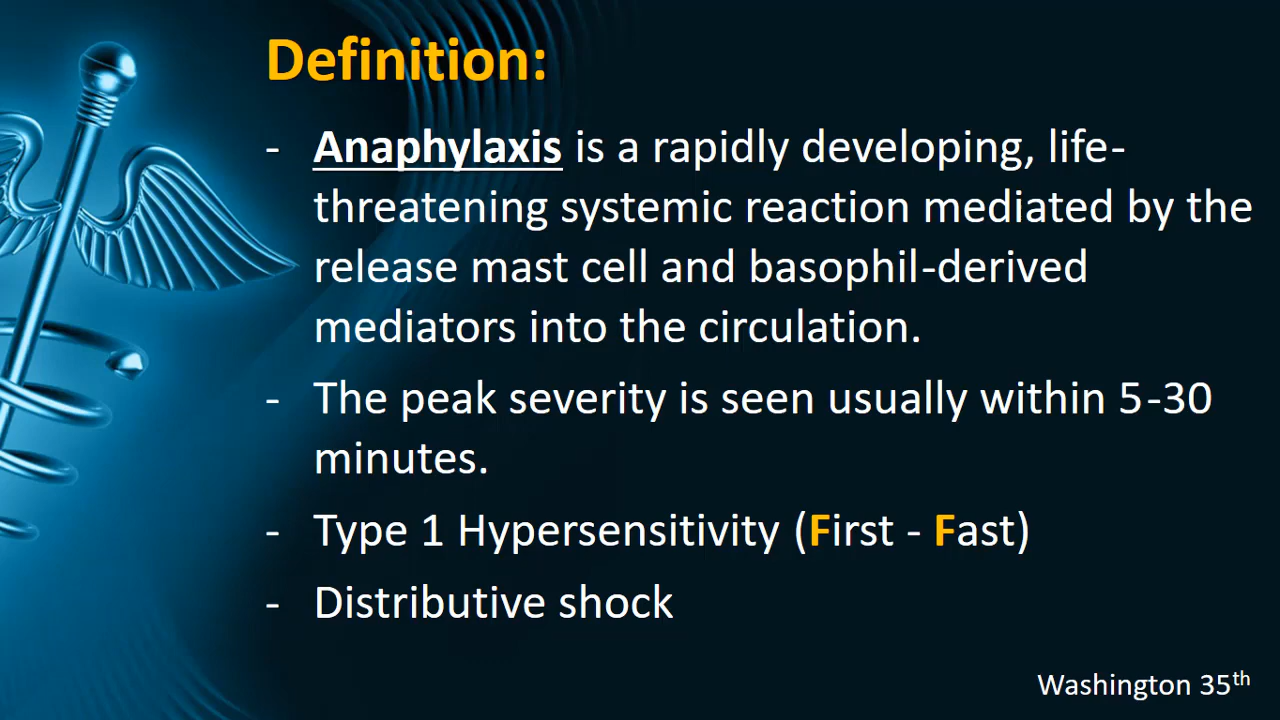 Definition:
- Anaphylaxis is a rapidly developing, life-
threatening systemic reaction mediated by the
release mast cell and basophil-derived
mediators into the circulation.
- The peak severity is seen usually within 5-30
minutes.
- Type 1 Hypersensitivity (First - Fast)
- Distributive shock
Washington 35th